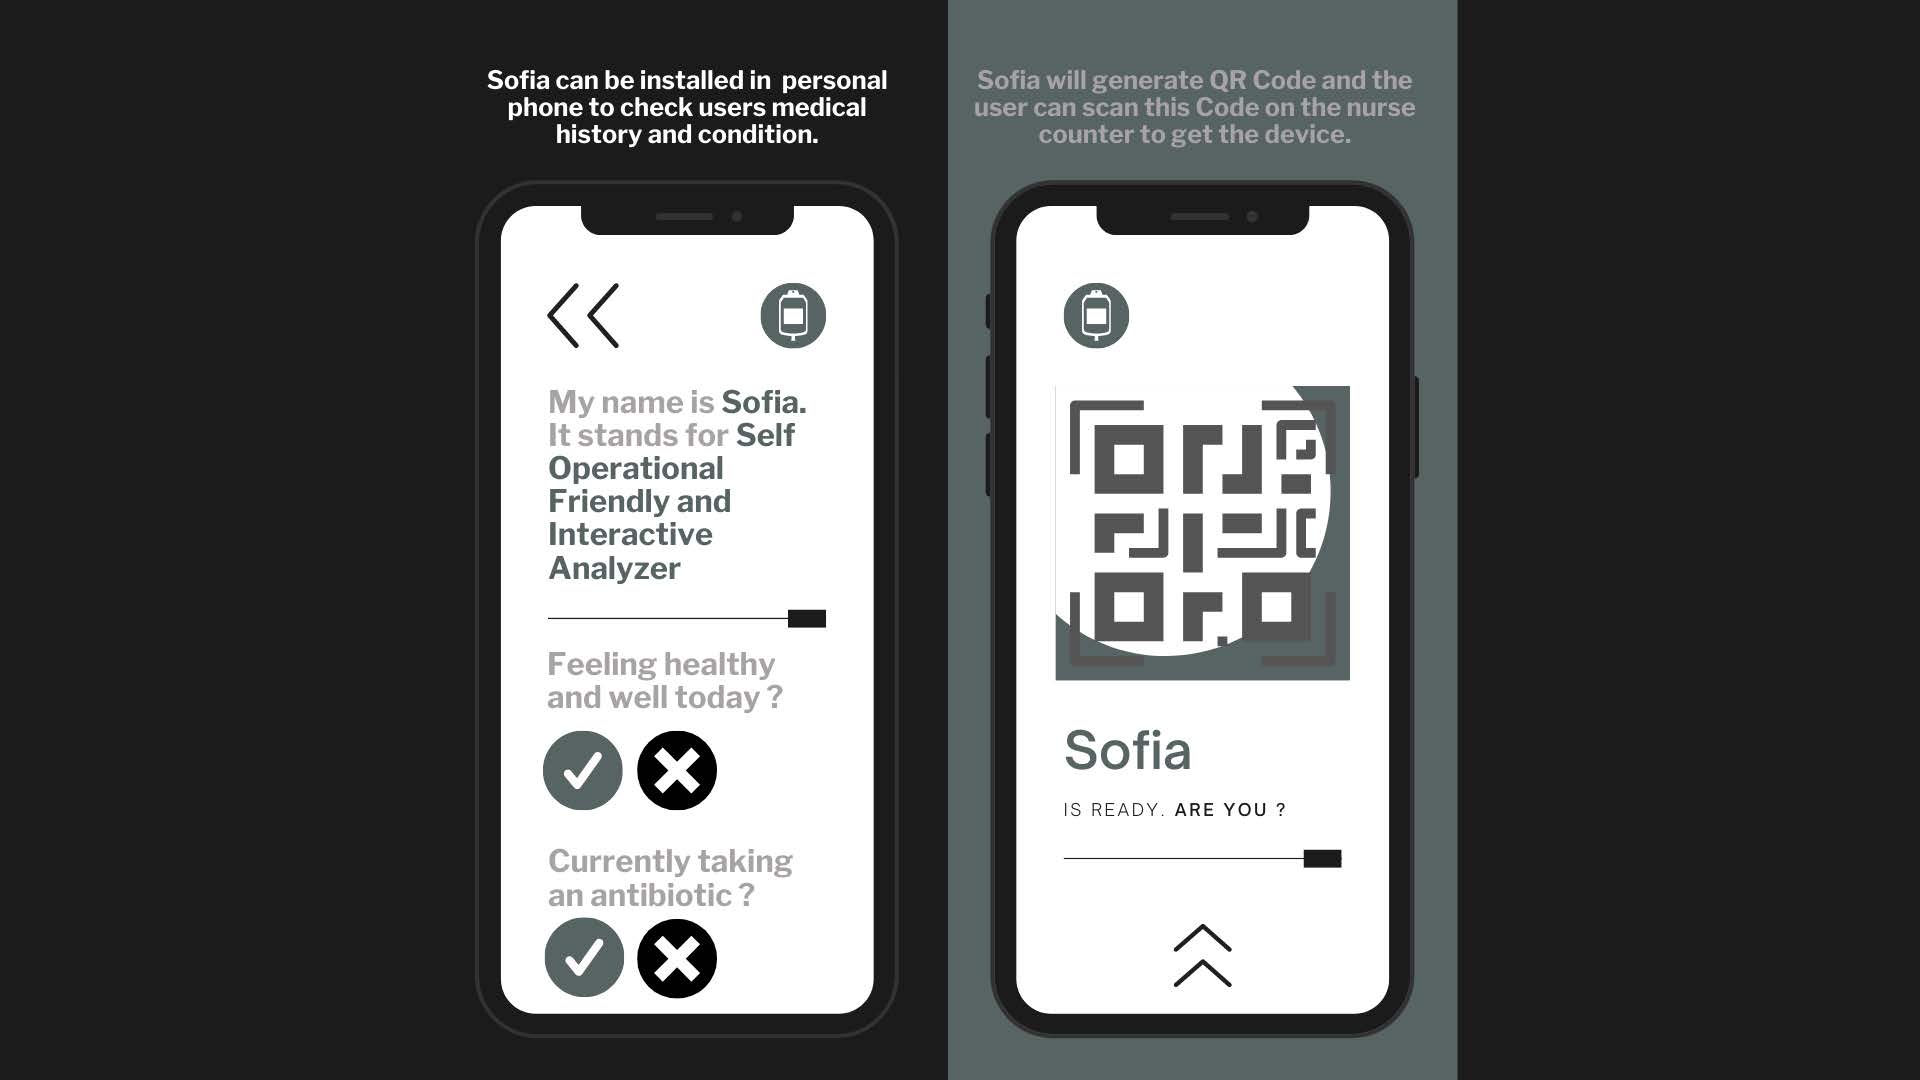 Sofia can be installed in  personal
phone to check users medical
history and condition.
My name is Sofia.
It stands for Self
Operational
Friendly and
Interactive
Analyzer
Feeling healthy
and well today ?
Currently taking
an antibiotic ?
Sofia will generate QR Code and the
user can scan this Code on the nurse
counter to get the device.
Sofia
IS READY. ARE YOU ?